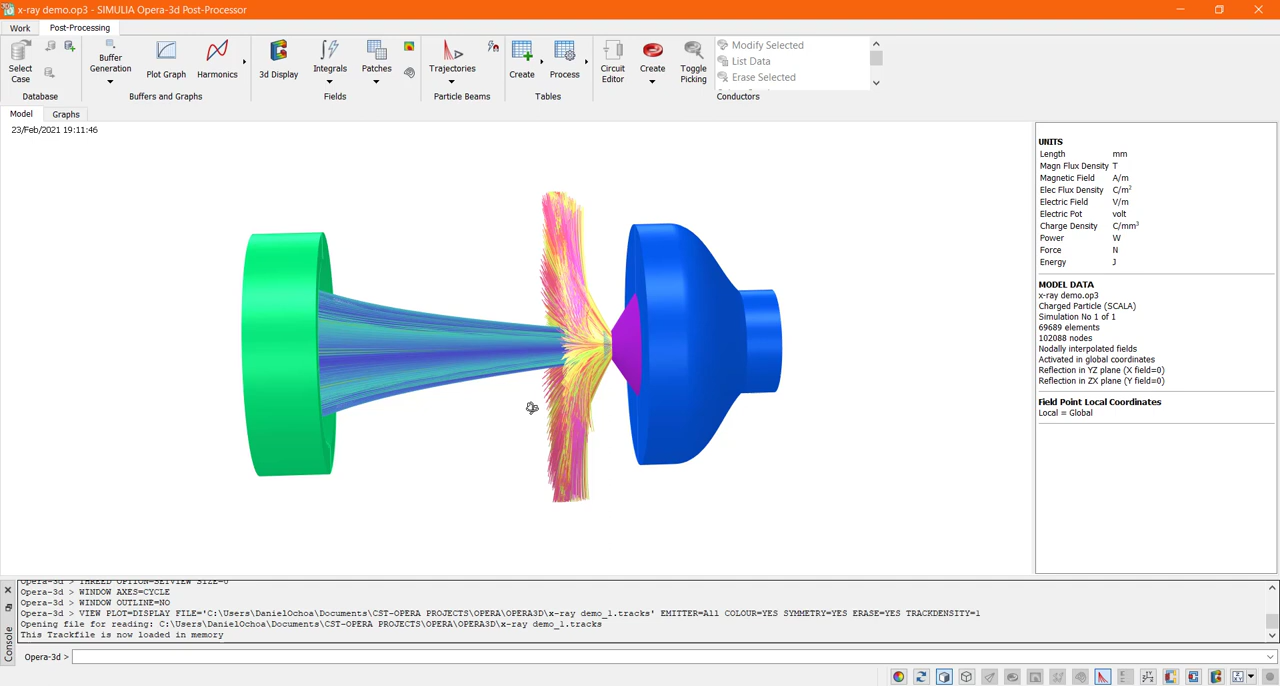 x-ray demo.op3 - SIMULIA Opera-3d Post-Processor
Work
Post-Processing
Select Case
Database
Buffer Generation
Plot Graph
Harmonics
Buffers and Graphs
3d Display
Integrals
Patches
Fields
Trajectories
Particle Beams
Create
Process
Tables
Circuit Editor
Create
Toggle Picking
Modify Selected
List Data
Erase Selected
Conductors
Model
Graphs
23/Feb/2021 19:11:46
UNITS
Length mm
Magn Flux Density T
Magnetic Field A/m
Elec Flux Density C/m²
Electric Field V/m
Electric Pot volt
Charge Density C/mm³
Power W
Force N
Energy J
MODEL DATA
x-ray demo.op3
Charged Particle (SCALA)
Simulation No 1 of 1
69689 elements
102088 nodes
Nodally interpolated fields
Activated in global coordinates
Reflection in YZ plane (X field=0)
Reflection in ZX plane (Y field=0)
Field Point Local Coordinates
Local = Global
Opera-3d > THREED OPTION=SETVIEW SIZE=0
Opera-3d > WINDOW AXES=CYCLE
Opera-3d > WINDOW OUTLINE=NO
Opera-3d > VIEW PLOT=DISPLAY FILE='C:\Users\DanielOchoa\Documents\CST-OPERA PROJECTS\OPERA\OPERA3D\x-ray demo_1.tracks' EMITTER=All COLOUR=YES SYMMETRY=YES ERASE=YES TRACKDENSITY=1
Opening file for reading: C:\Users\DanielOchoa\Documents\CST-OPERA PROJECTS\OPERA\OPERA3D\x-ray demo_1.tracks
This Trackfile is now loaded in memory
Console
Opera-3d >